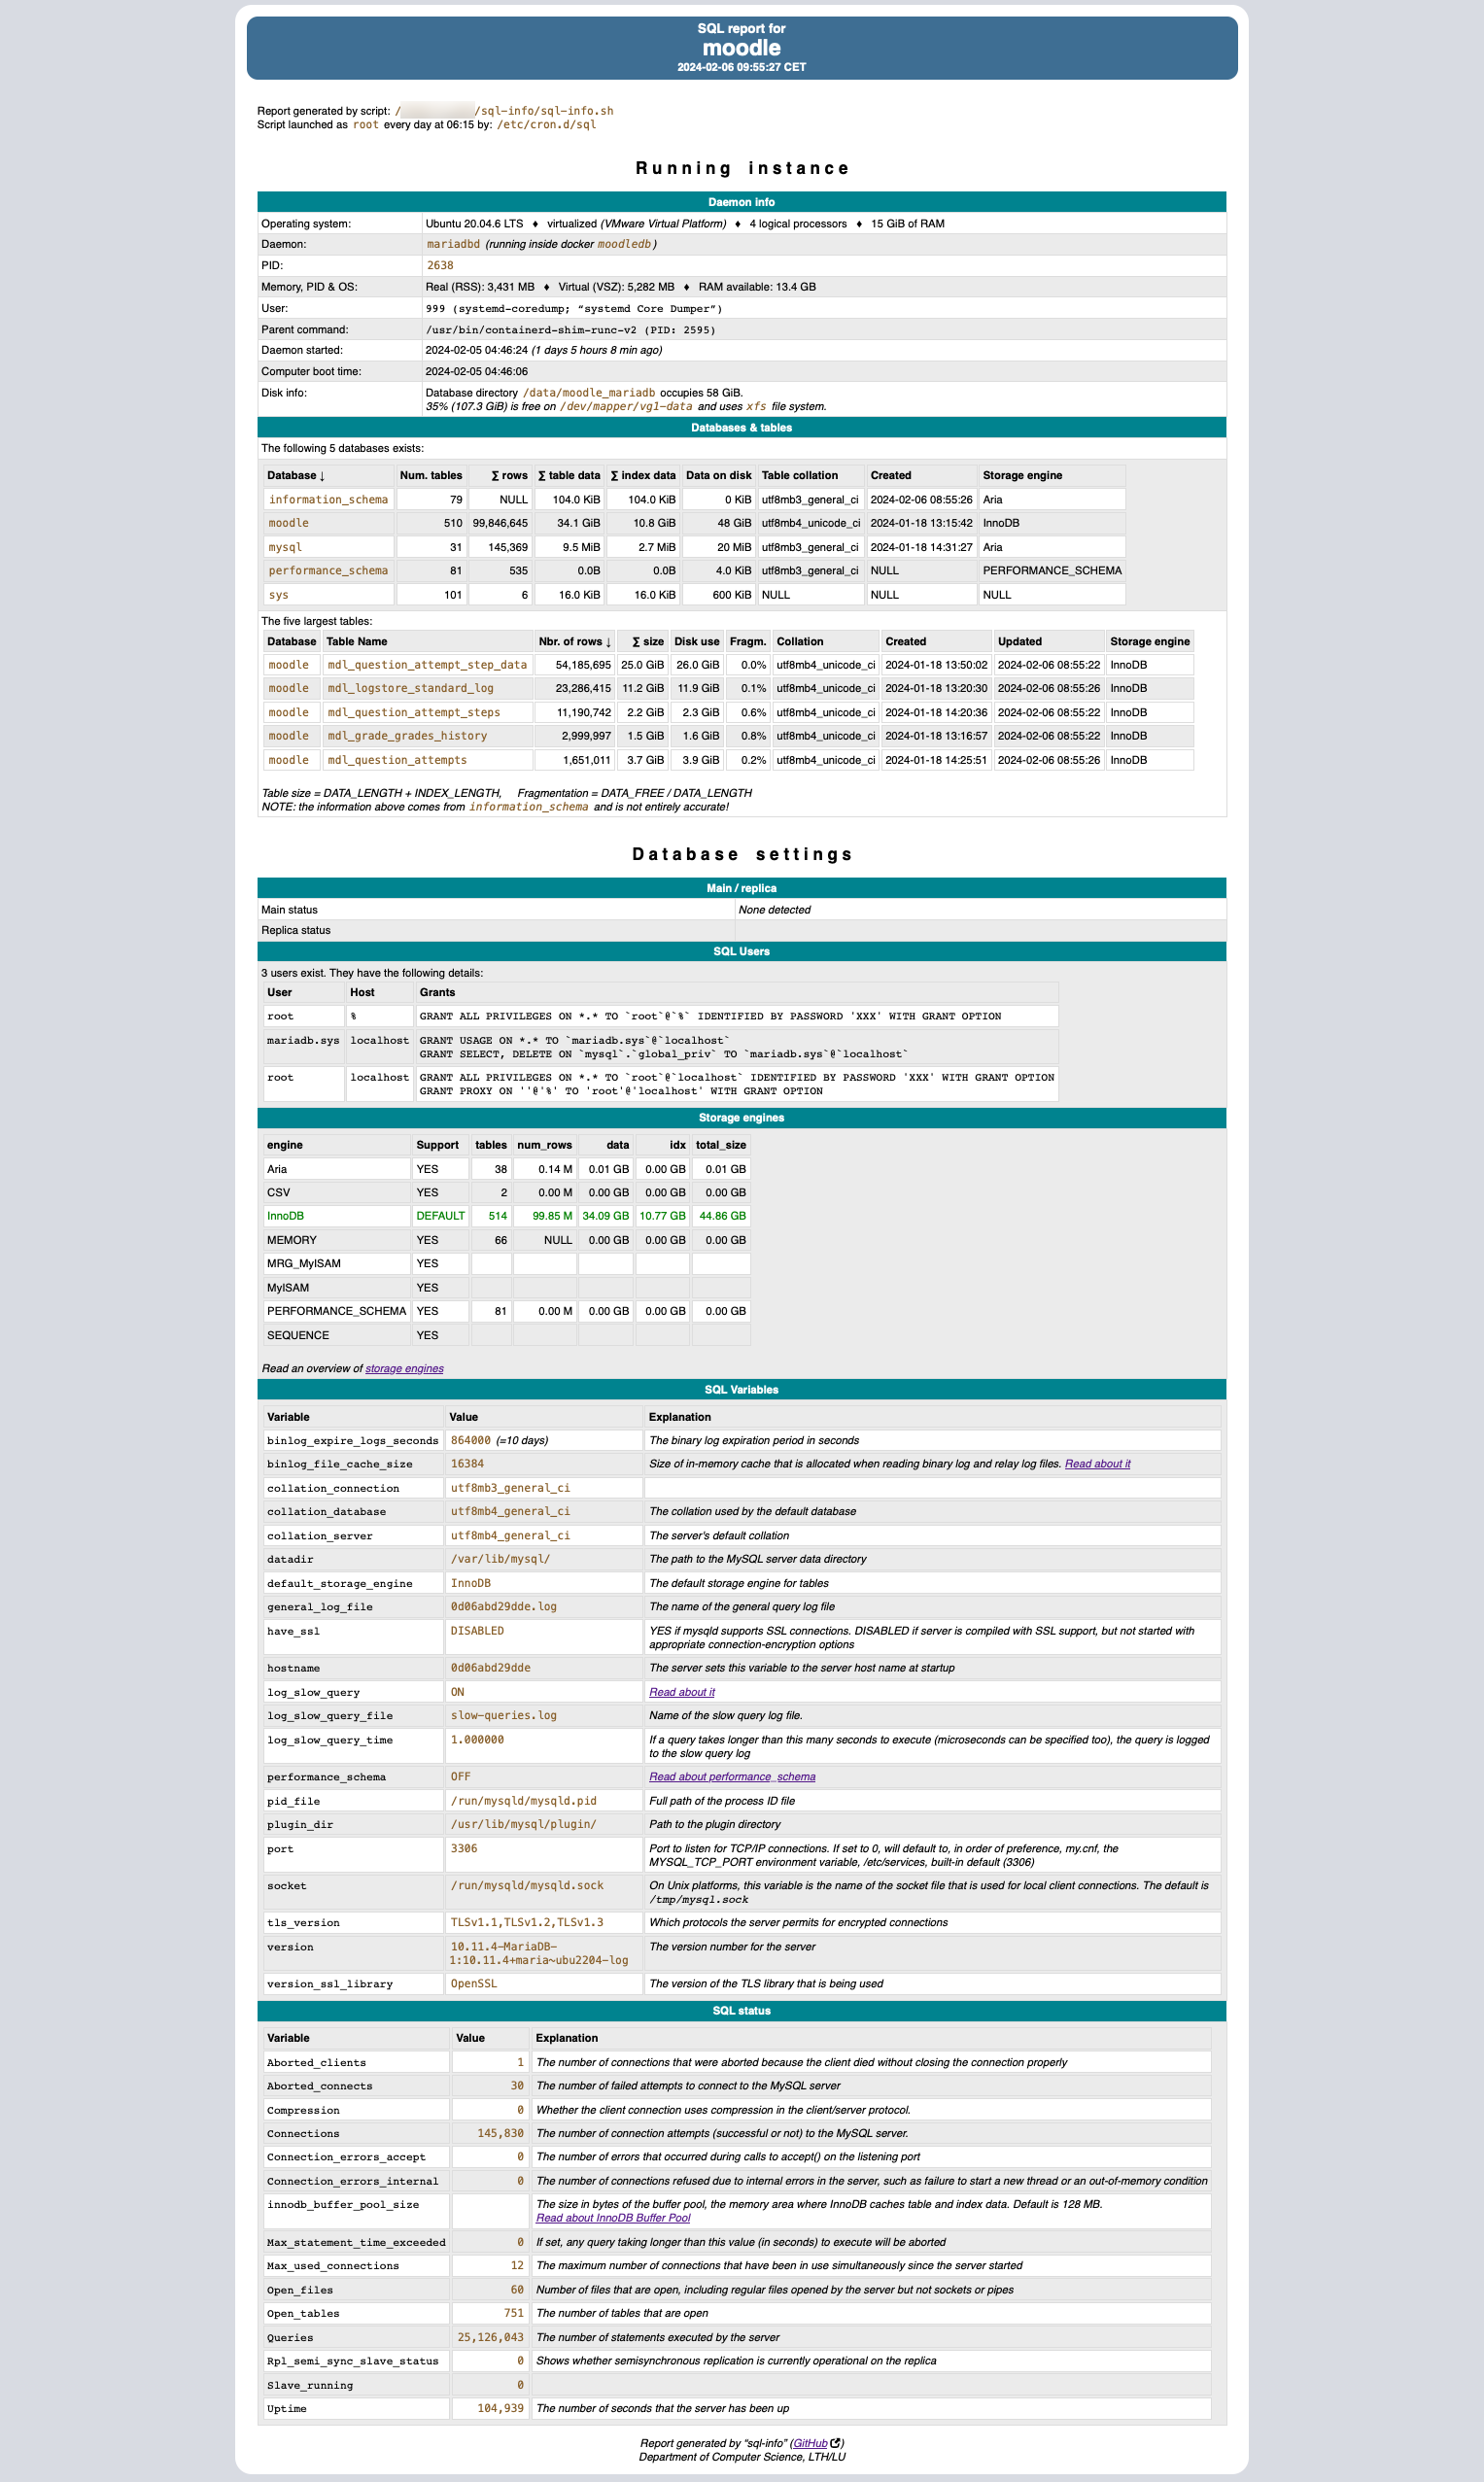 SQL report for
moodle
2024-02-06 09:55:27 CET
Report generated by script: / /sql-info/sql-info.sh
Script launched as root every day at 06:15 by: /etc/cron.d/sql
Running instance
Daemon info
Operating system: Ubuntu 20.04.6 LTS ♦ virtualized (VMware Virtual Platform) ♦ 4 logical processors ♦ 15 GiB of RAM
Daemon: mariadbd (running inside docker moodledb)
PID: 2638
Memory, PID & OS: Real (RSS): 3,431 MB ♦ Virtual (VSZ): 5,282 MB ♦ RAM available: 13.4 GB
User: 999 (systemd-coredump; “systemd Core Dumper”)
Parent command: /usr/bin/containerd-shim-runc-v2 (PID: 2595)
Daemon started: 2024-02-05 04:46:24 (1 days 5 hours 8 min ago)
Computer boot time: 2024-02-05 04:46:06
Disk info: Database directory /data/moodle_mariadb occupies 58 GiB.
35% (107.3 GiB) is free on /dev/mapper/vg1-data and uses xfs file system.
Databases & tables
The following 5 databases exists:
Database ↓ Num. tables ∑ rows ∑ table data ∑ index data Data on disk Table collation Created Storage engine
information_schema 79 NULL 104.0 KiB 104.0 KiB 0 KiB utf8mb3_general_ci 2024-02-06 08:55:26 Aria
moodle 510 99,846,645 34.1 GiB 10.8 GiB 48 GiB utf8mb4_unicode_ci 2024-01-18 13:15:42 InnoDB
mysql 31 145,369 9.5 MiB 2.7 MiB 20 MiB utf8mb3_general_ci 2024-01-18 14:31:27 Aria
performance_schema 81 535 0.0B 0.0B 4.0 KiB utf8mb3_general_ci NULL PERFORMANCE_SCHEMA
sys 101 6 16.0 KiB 16.0 KiB 600 KiB NULL NULL NULL
The five largest tables:
Database Table Name Nbr. of rows ↓ ∑ size Disk use Fragm. Collation Created Updated Storage engine
moodle mdl_question_attempt_step_data 54,185,695 25.0 GiB 26.0 GiB 0.0% utf8mb4_unicode_ci 2024-01-18 13:50:02 2024-02-06 08:55:22 InnoDB
moodle mdl_logstore_standard_log 23,286,415 11.2 GiB 11.9 GiB 0.1% utf8mb4_unicode_ci 2024-01-18 13:20:30 2024-02-06 08:55:26 InnoDB
moodle mdl_question_attempt_steps 11,190,742 2.2 GiB 2.3 GiB 0.6% utf8mb4_unicode_ci 2024-01-18 14:20:36 2024-02-06 08:55:22 InnoDB
moodle mdl_grade_grades_history 2,999,997 1.5 GiB 1.6 GiB 0.8% utf8mb4_unicode_ci 2024-01-18 13:16:57 2024-02-06 08:55:22 InnoDB
moodle mdl_question_attempts 1,651,011 3.7 GiB 3.9 GiB 0.2% utf8mb4_unicode_ci 2024-01-18 14:25:51 2024-02-06 08:55:26 InnoDB
Table size = DATA_LENGTH + INDEX_LENGTH, Fragmentation = DATA_FREE / DATA_LENGTH
NOTE: the information above comes from information_schema and is not entirely accurate!
Database settings
Main / replica
Main status None detected
Replica status
SQL Users
3 users exist. They have the following details:
User Host Grants
root % GRANT ALL PRIVILEGES ON *.* TO `root`@`%` IDENTIFIED BY PASSWORD 'XXX' WITH GRANT OPTION
mariadb.sys localhost GRANT USAGE ON *.* TO `mariadb.sys`@`localhost`
GRANT SELECT, DELETE ON `mysql`.`global_priv` TO `mariadb.sys`@`localhost`
root localhost GRANT ALL PRIVILEGES ON *.* TO `root`@`localhost` IDENTIFIED BY PASSWORD 'XXX' WITH GRANT OPTION
GRANT PROXY ON ''@'%' TO 'root'@'localhost' WITH GRANT OPTION
Storage engines
engine Support tables num_rows data idx total_size
Aria YES 38 0.14 M 0.01 GB 0.00 GB 0.01 GB
CSV YES 2 0.00 M 0.00 GB 0.00 GB 0.00 GB
InnoDB DEFAULT 514 99.85 M 34.09 GB 10.77 GB 44.86 GB
MEMORY YES 66 NULL 0.00 GB 0.00 GB 0.00 GB
MRG_MyISAM YES
MyISAM YES
PERFORMANCE_SCHEMA YES 81 0.00 M 0.00 GB 0.00 GB 0.00 GB
SEQUENCE YES
Read an overview of storage engines
SQL Variables
Variable Value Explanation
binlog_expire_logs_seconds 864000 (=10 days) The binary log expiration period in seconds
binlog_file_cache_size 16384 Size of in-memory cache that is allocated when reading binary log and relay log files. Read about it
collation_connection utf8mb3_general_ci
collation_database utf8mb4_general_ci The collation used by the default database
collation_server utf8mb4_general_ci The server's default collation
datadir /var/lib/mysql/ The path to the MySQL server data directory
default_storage_engine InnoDB The default storage engine for tables
general_log_file 0d06abd29dde.log The name of the general query log file
have_ssl DISABLED YES if mysqld supports SSL connections. DISABLED if server is compiled with SSL support, but not started with
appropriate connection-encryption options
hostname 0d06abd29dde The server sets this variable to the server host name at startup
log_slow_query ON Read about it
log_slow_query_file slow-queries.log Name of the slow query log file.
log_slow_query_time 1.000000 If a query takes longer than this many seconds to execute (microseconds can be specified too), the query is logged
to the slow query log
performance_schema OFF Read about performance_schema
pid_file /run/mysqld/mysqld.pid Full path of the process ID file
plugin_dir /usr/lib/mysql/plugin/ Path to the plugin directory
port 3306 Port to listen for TCP/IP connections. If set to 0, will default to, in order of preference, my.cnf, the
MYSQL_TCP_PORT environment variable, /etc/services, built-in default (3306)
socket /run/mysqld/mysqld.sock On Unix platforms, this variable is the name of the socket file that is used for local client connections. The default is
/tmp/mysql.sock
tls_version TLSv1.1,TLSv1.2,TLSv1.3 Which protocols the server permits for encrypted connections
version 10.11.4-MariaDB- The version number for the server
1:10.11.4+maria~ubu2204-log
version_ssl_library OpenSSL The version of the TLS library that is being used
SQL status
Variable Value Explanation
Aborted_clients 1 The number of connections that were aborted because the client died without closing the connection properly
Aborted_connects 30 The number of failed attempts to connect to the MySQL server
Compression 0 Whether the client connection uses compression in the client/server protocol.
Connections 145,830 The number of connection attempts (successful or not) to the MySQL server.
Connection_errors_accept 0 The number of errors that occurred during calls to accept() on the listening port
Connection_errors_internal 0 The number of connections refused due to internal errors in the server, such as failure to start a new thread or an out-of-memory condition
innodb_buffer_pool_size The size in bytes of the buffer pool, the memory area where InnoDB caches table and index data. Default is 128 MB.
Read about InnoDB Buffer Pool
Max_statement_time_exceeded 0 If set, any query taking longer than this value (in seconds) to execute will be aborted
Max_used_connections 12 The maximum number of connections that have been in use simultaneously since the server started
Open_files 60 Number of files that are open, including regular files opened by the server but not sockets or pipes
Open_tables 751 The number of tables that are open
Queries 25,126,043 The number of statements executed by the server
Rpl_semi_sync_slave_status 0 Shows whether semisynchronous replication is currently operational on the replica
Slave_running 0
Uptime 104,939 The number of seconds that the server has been up
Report generated by “sql-info” (GitHub)
Department of Computer Science, LTH/LU